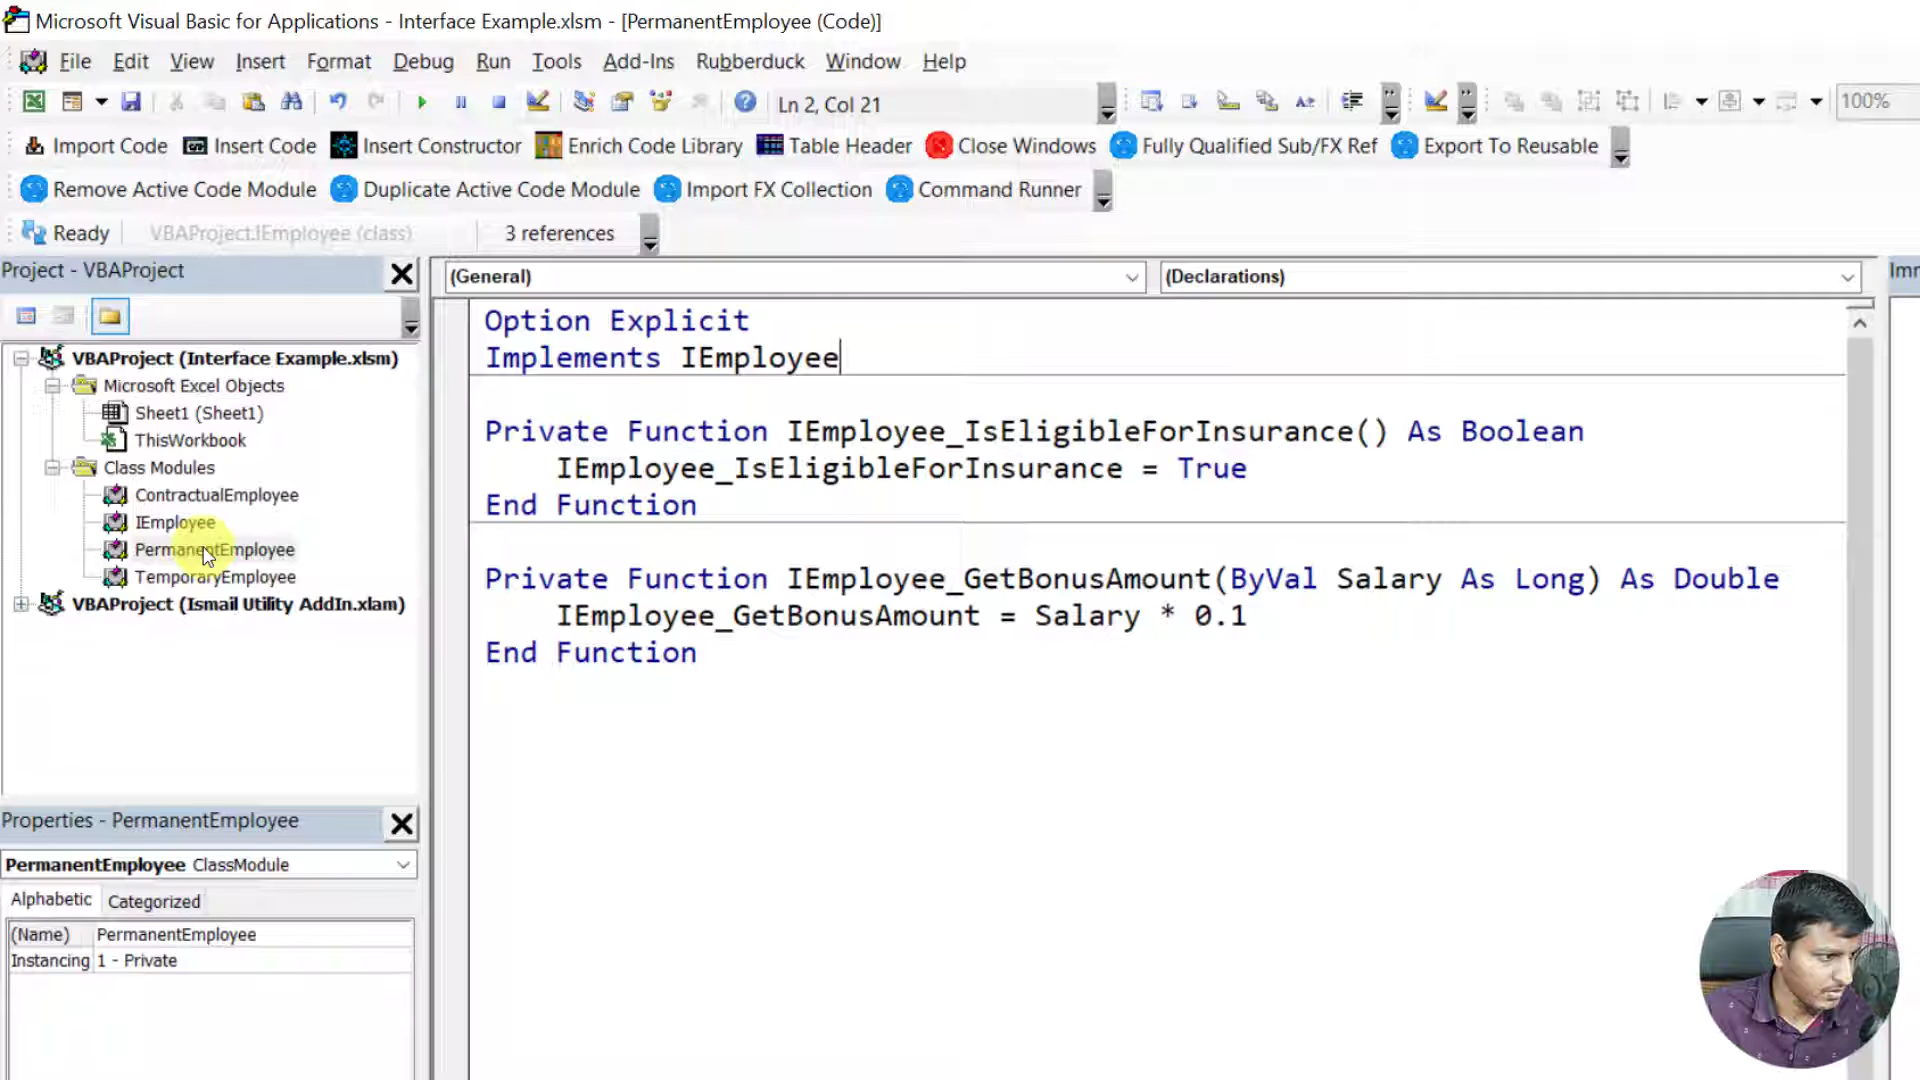 Microsoft Visual Basic for Applications - Interface Example.xlsm - [PermanentEmployee (Code)]
File Edit View Insert Format Debug Run Tools Add-Ins Rubberduck Window Help
Ln 2, Col 21
100%
Import Code Insert Code Insert Constructor Enrich Code Library Table Header Close Windows Fully Qualified Sub/FX Ref Export To Reusable
Remove Active Code Module Duplicate Active Code Module Import FX Collection Command Runner
Ready VBAProject.IEmployee (class) 3 references
Project - VBAProject
VBAProject (Interface Example.xlsm)
Microsoft Excel Objects
Sheet1 (Sheet1)
ThisWorkbook
Class Modules
ContractualEmployee
IEmployee
PermanentEmployee
TemporaryEmployee
VBAProject (Ismail Utility AddIn.xlam)
Properties - PermanentEmployee
PermanentEmployee ClassModule
Alphabetic Categorized
(Name) PermanentEmployee
Instancing 1 - Private
(General) (Declarations)
Option Explicit
Implements IEmployee
Private Function IEmployee_IsEligibleForInsurance() As Boolean
IEmployee_IsEligibleForInsurance = True
End Function
Private Function IEmployee_GetBonusAmount(ByVal Salary As Long) As Double
IEmployee_GetBonusAmount = Salary * 0.1
End Function